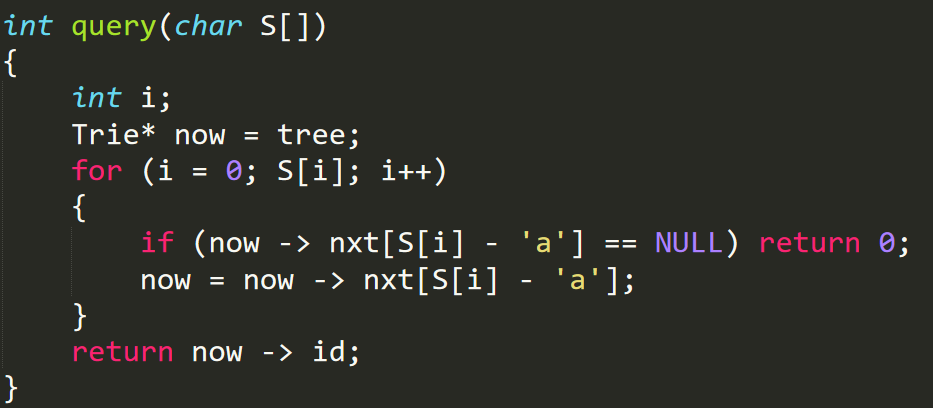 int query(char S[])
{
    int i;
    Trie* now = tree;
    for (i = 0; S[i]; i++)
    {
        if (now -> nxt[S[i] - 'a'] == NULL) return 0;
        now = now -> nxt[S[i] - 'a'];
    }
    return now -> id;
}